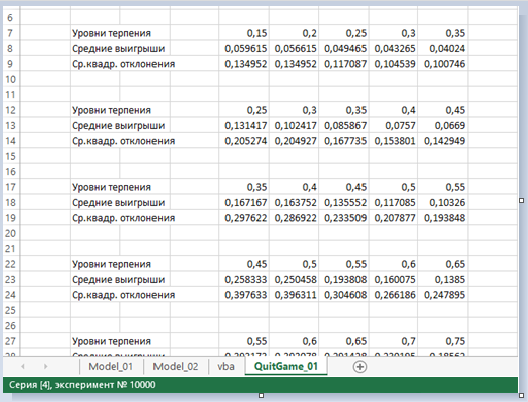 6
7 Уровни терпения 0,15 0,2 0,25 0,3 0,35
8 Средние выигрыши 0,059615 0,056615 0,049465 0,043265 0,04024
9 Ср.квадр. отклонения 0,134952 0,134952 0,117087 0,104539 0,100746
10
11
12 Уровни терпения 0,25 0,3 0,35 0,4 0,45
13 Средние выигрыши 0,131417 0,102417 0,085867 0,0757 0,0669
14 Ср.квадр. отклонения 0,205274 0,204927 0,167735 0,153801 0,142949
15
16
17 Уровни терпения 0,35 0,4 0,45 0,5 0,55
18 Средние выигрыши 0,167167 0,163752 0,135552 0,117085 0,10326
19 Ср.квадр. отклонения 0,297622 0,286922 0,233509 0,207877 0,193848
20
21
22 Уровни терпения 0,45 0,5 0,55 0,6 0,65
23 Средние выигрыши 0,258333 0,250458 0,193808 0,160075 0,1385
24 Ср.квадр. отклонения 0,397633 0,396311 0,304608 0,266186 0,247895
25
26
27 Уровни терпения 0,55 0,6 0,65 0,7 0,75
28 Средние выигрыши
Model_01 Model_02 vba QuitGame_01
Серия [4], эксперимент № 10000